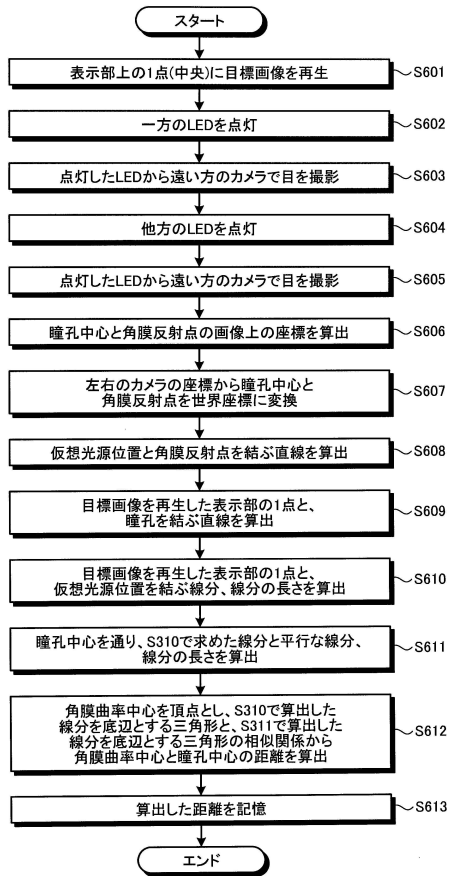 スタート
表示部上の1点(中央)に目標画像を再生
S601
一方のLEDを点灯
S602
点灯したLEDから遠い方のカメラで目を撮影
S603
他方のLEDを点灯
S604
点灯したLEDから遠い方のカメラで目を撮影
S605
瞳孔中心と角膜反射点の画像上の座標を算出
S606
左右のカメラの座標から瞳孔中心と
角膜反射点を世界座標に変換
S607
仮想光源位置と角膜反射点を結ぶ直線を算出
S608
目標画像を再生した表示部の1点と、
瞳孔を結ぶ直線を算出
S609
目標画像を再生した表示部の1点と、
仮想光源位置を結ぶ線分、線分の長さを算出
S610
瞳孔中心を通り、S310で求めた線分と平行な線分、
線分の長さを算出
S611
角膜曲率中心を頂点とし、S310で算出した
線分を底辺とする三角形と、S311で算出した
線分を底辺とする三角形の相似関係から
角膜曲率中心と瞳孔中心の距離を算出
S612
算出した距離を記憶
S613
エンド